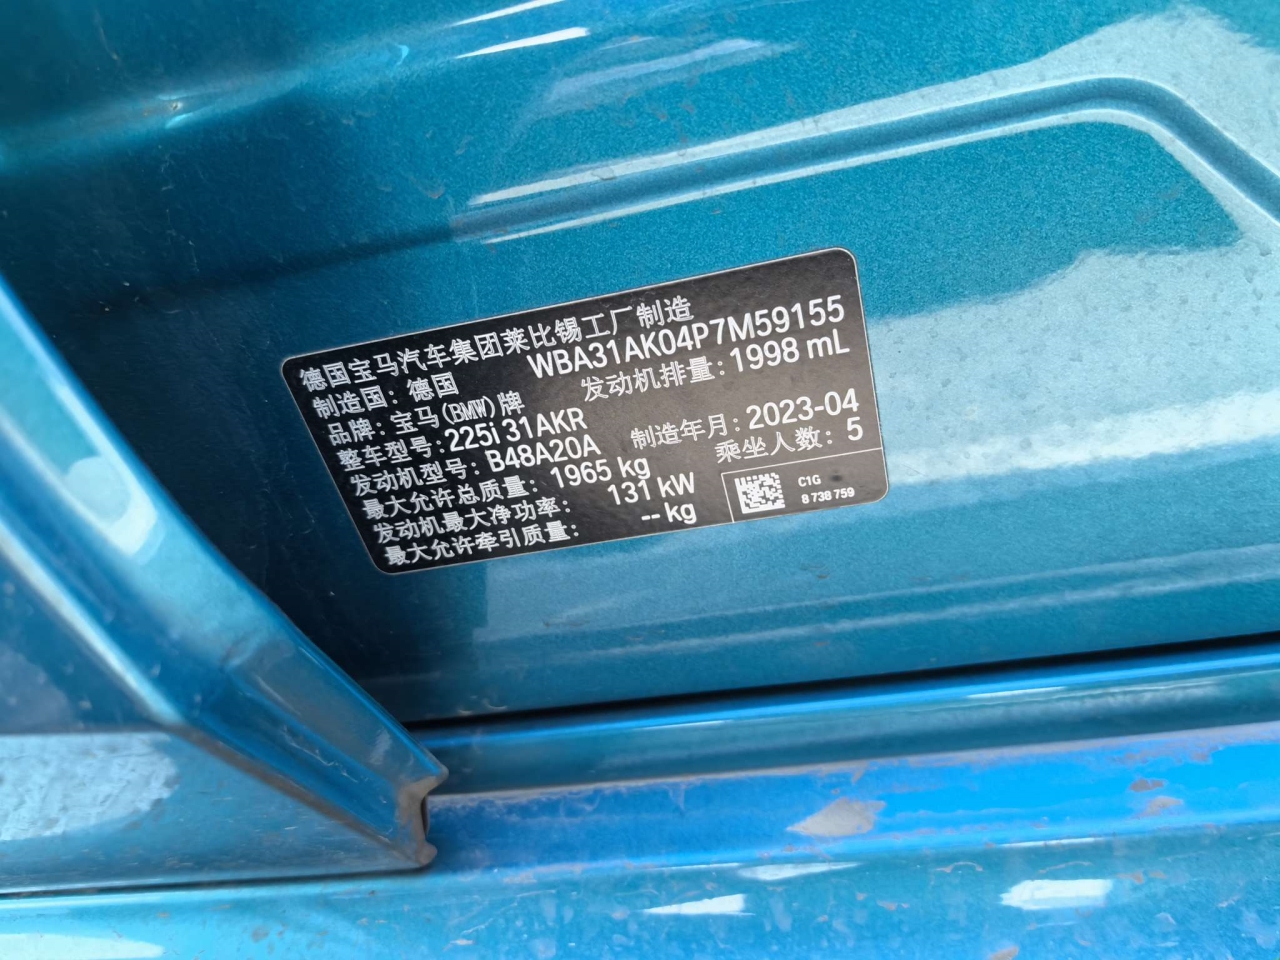 德国宝马汽车集团莱比锡工厂制造
制造国：德国 WBA31AK04P7M59155
品牌：宝马(BMW)牌 发动机排量：1998 mL
整车型号：225i 31AKR
发动机型号：B48A20A 制造年月：2023-04
最大允许总质量：1965 kg 乘坐人数：5
发动机最大净功率：131 kW
最大允许牵引质量：-- kg
C1G
8 738 759